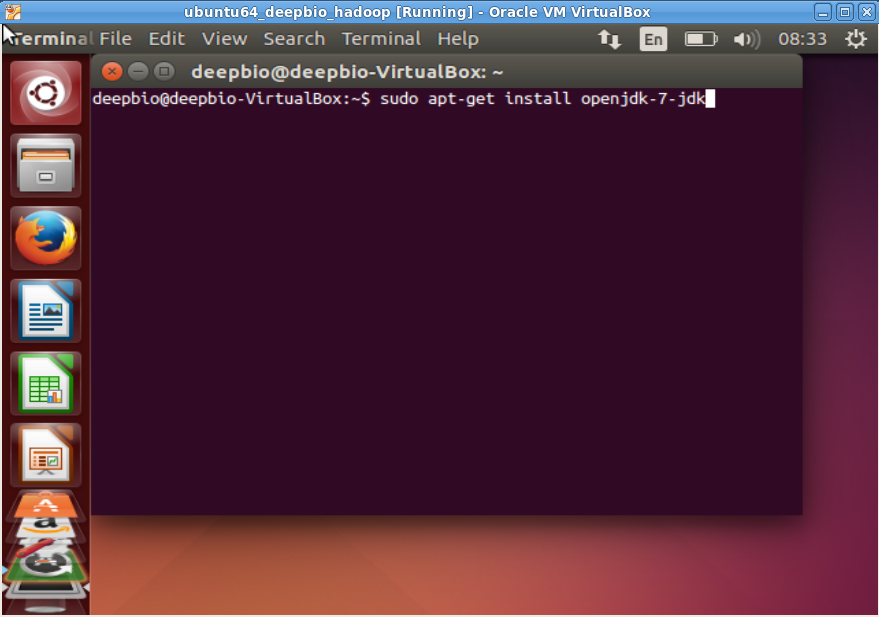 ubuntu64_deepbio_hadoop [Running] - Oracle VM VirtualBox
Terminal File Edit View Search Terminal Help En 08:33
deepbio@deepbio-VirtualBox: ~
deepbio@deepbio-VirtualBox:~$ sudo apt-get install openjdk-7-jdk